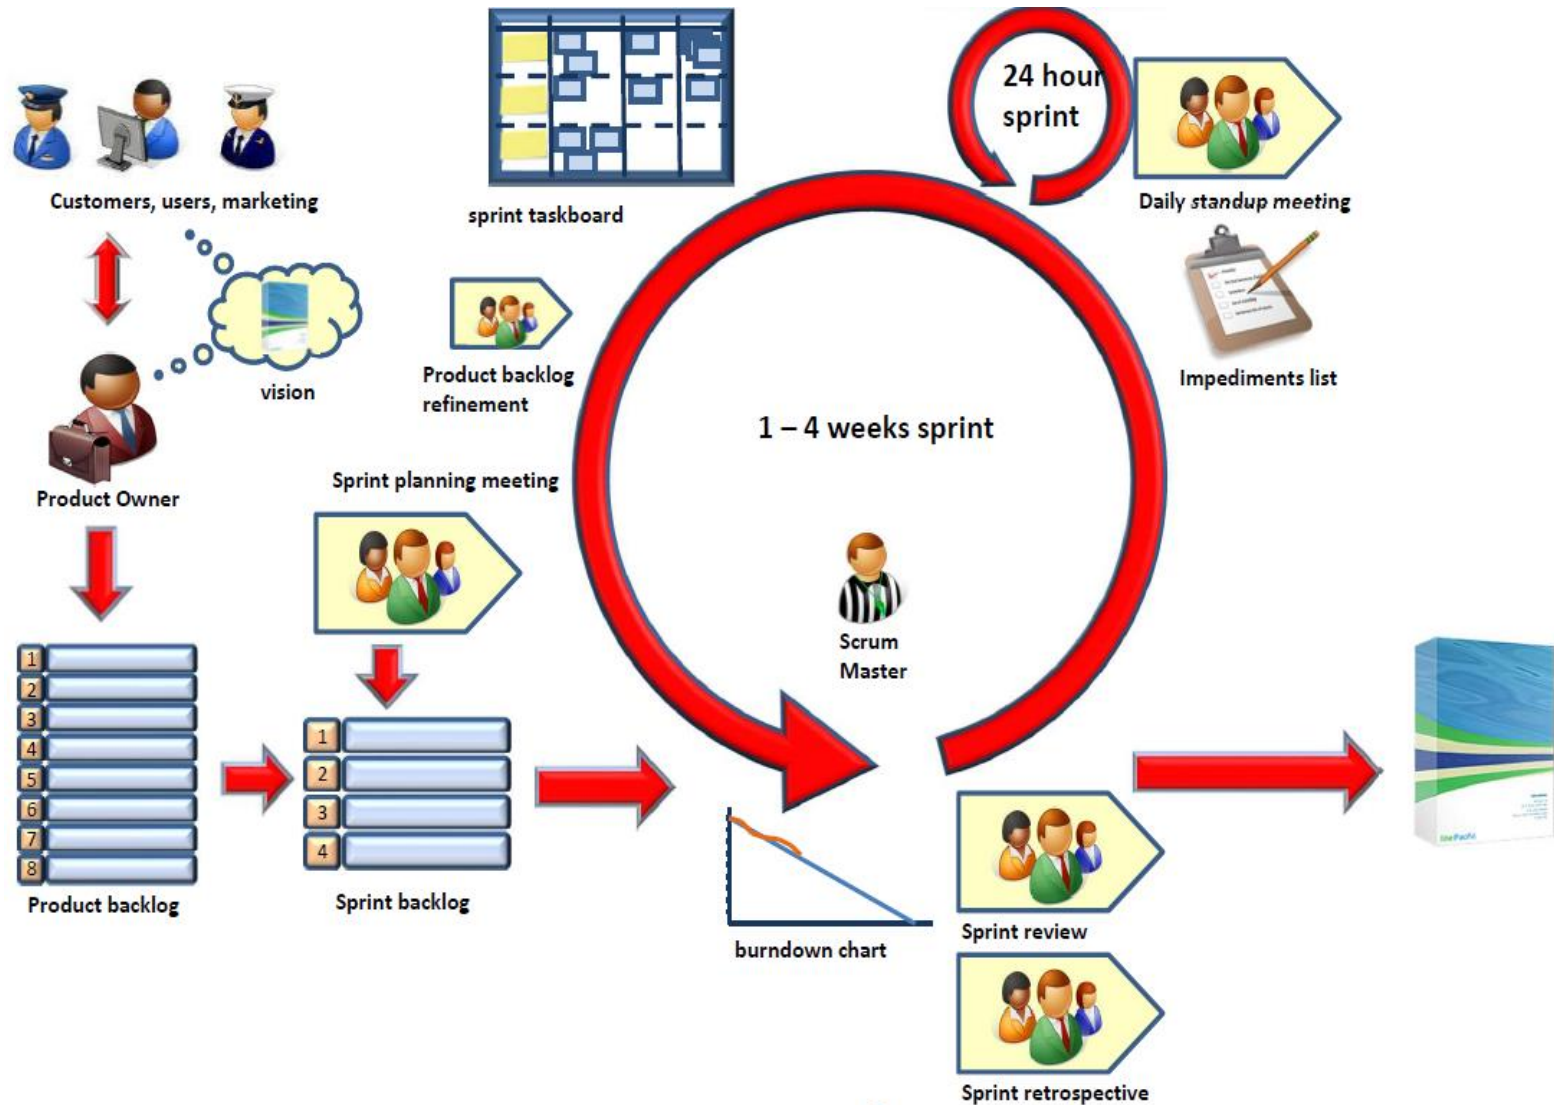 24 hour
sprint
Customers, users, marketing
sprint taskboard
Daily standup meeting
vision
Product backlog
refinement
Impediments list
1 – 4 weeks sprint
Product Owner
Sprint planning meeting
Scrum
Master
1
2
3
4
5
6
7
8
Product backlog
1
2
3
4
Sprint backlog
burndown chart
Sprint review
Sprint retrospective